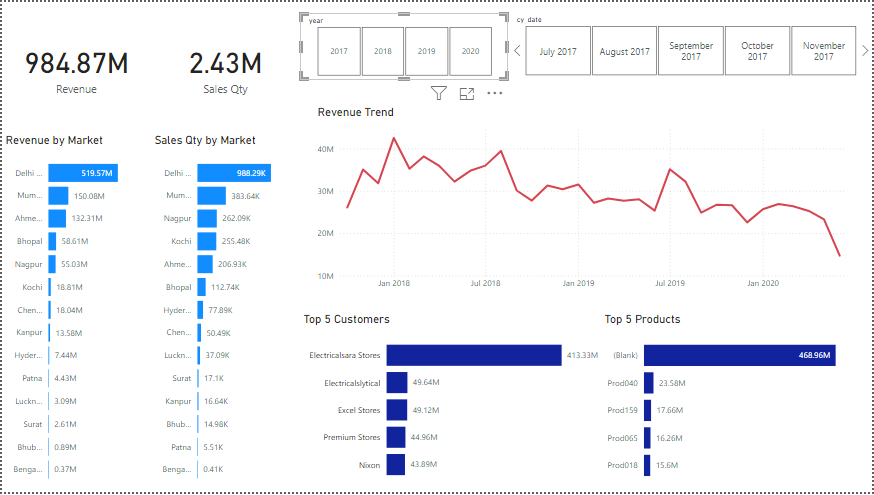 year
2017 2018 2019 2020
cy_date
July 2017 August 2017 September 2017 October 2017 November 2017
984.87M
Revenue
2.43M
Sales Qty
Revenue by Market
Delhi ... 519.57M
Mum... 150.08M
Ahme... 132.31M
Bhopal 58.61M
Nagpur 55.03M
Kochi 18.81M
Chen... 18.04M
Kanpur 13.58M
Hyder... 7.44M
Patna 4.43M
Luckn... 3.09M
Surat 2.61M
Bhub... 0.89M
Benga... 0.37M
Sales Qty by Market
Delhi ... 988.29K
Mum... 383.64K
Nagpur 262.09K
Kochi 255.48K
Ahme... 206.93K
Bhopal 112.74K
Hyder... 77.89K
Chen... 50.49K
Luckn... 37.09K
Surat 17.1K
Kanpur 16.64K
Bhub... 14.98K
Patna 5.51K
Benga... 0.41K
Revenue Trend
40M
30M
20M
10M
Jan 2018 Jul 2018 Jan 2019 Jul 2019 Jan 2020
Top 5 Customers
Electricalsara Stores 413.33M
Electricalslytical 49.64M
Excel Stores 49.12M
Premium Stores 44.96M
Nixon 43.89M
Top 5 Products
(Blank) 468.96M
Prod040 23.58M
Prod159 17.66M
Prod065 16.26M
Prod018 15.6M